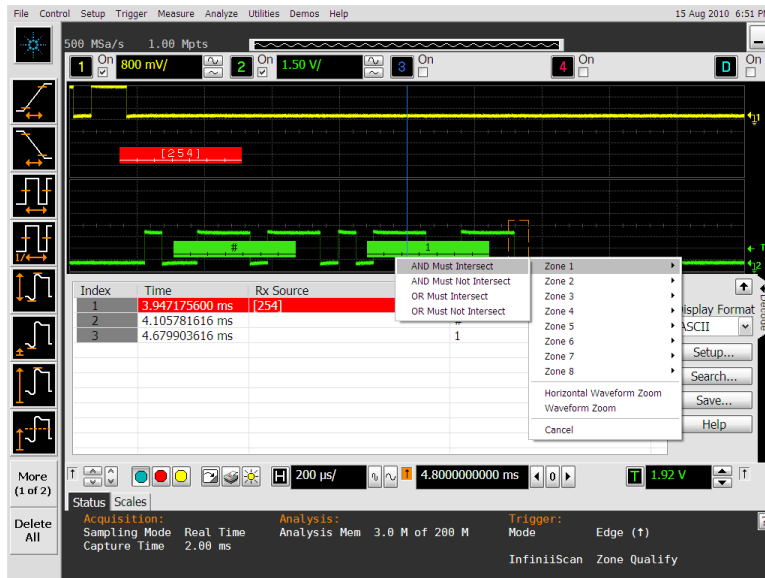 File Control Setup Trigger Measure Analyze Utilities Demos Help 15 Aug 2010 6:51
500 MSa/s 1.00 Mpts
1 On 800 mV/ 2 On 1.50 V/ 3 On 4 On D On
1
[254]
# 1
T
2
AND Must Intersect
AND Must Not Intersect
OR Must Intersect
OR Must Not Intersect
Zone 1
Zone 2
Zone 3
Zone 4
Zone 5
Zone 6
Zone 7
Zone 8
Horizontal Waveform Zoom
Waveform Zoom
Cancel
Index Time Rx Source
1 3.947175600 ms [254]
2 4.105781616 ms #
3 4.679903616 ms 1
Decode
isplay Format
ASCII
Setup...
Search...
Save...
Help
1/
More
(1 of 2)
Delete
All
H 200 µs/ 4.8000000000 ms 0 T 1.92 V
Status Scales
Acquisition: Analysis: Trigger:
Sampling Mode Real Time Analysis Mem 3.0 M of 200 M Mode Edge (↑)
Capture Time 2.00 ms
InfiniiScan Zone Qualify